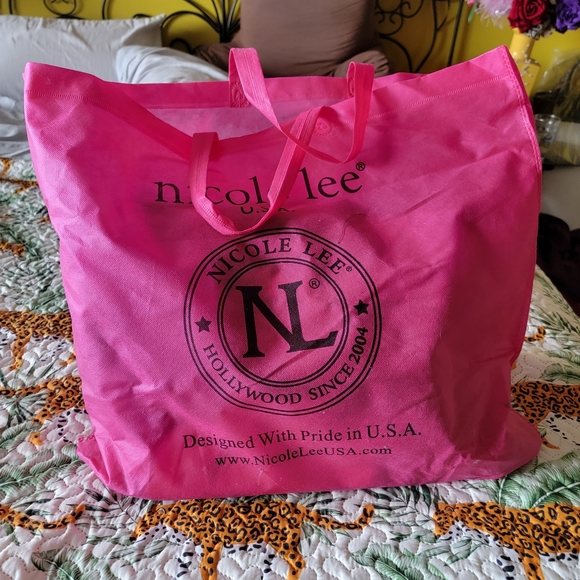 nicole lee®
U.S.A.
NICOLE LEE®
NL®
HOLLYWOOD SINCE 2004
Designed With Pride in U.S.A.
www.NicoleLeeUSA.com